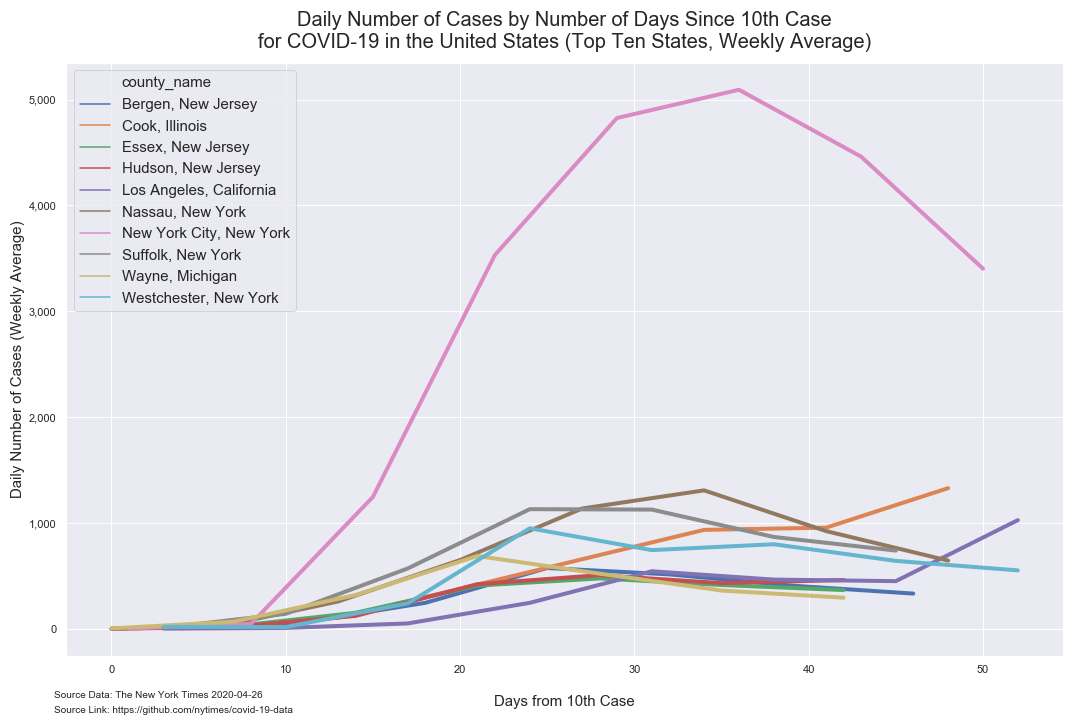 Daily Number of Cases by Number of Days Since 10th Case
for COVID-19 in the United States (Top Ten States, Weekly Average)
county_name
Bergen, New Jersey
Cook, Illinois
Essex, New Jersey
Hudson, New Jersey
Los Angeles, California
Nassau, New York
New York City, New York
Suffolk, New York
Wayne, Michigan
Westchester, New York
Daily Number of Cases (Weekly Average)
5,000
4,000
3,000
2,000
1,000
0
0 10 20 30 40 50
Days from 10th Case
Source Data: The New York Times 2020-04-26
Source Link: https://github.com/nytimes/covid-19-data